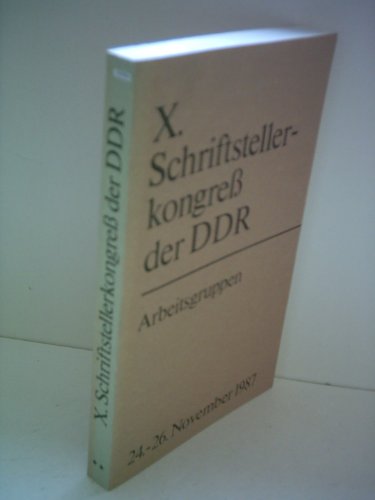 X. Schriftstellerkongreß der DDR
X.
Schriftsteller-
kongreß
der DDR
Arbeitsgruppen
24.-26. November 1987